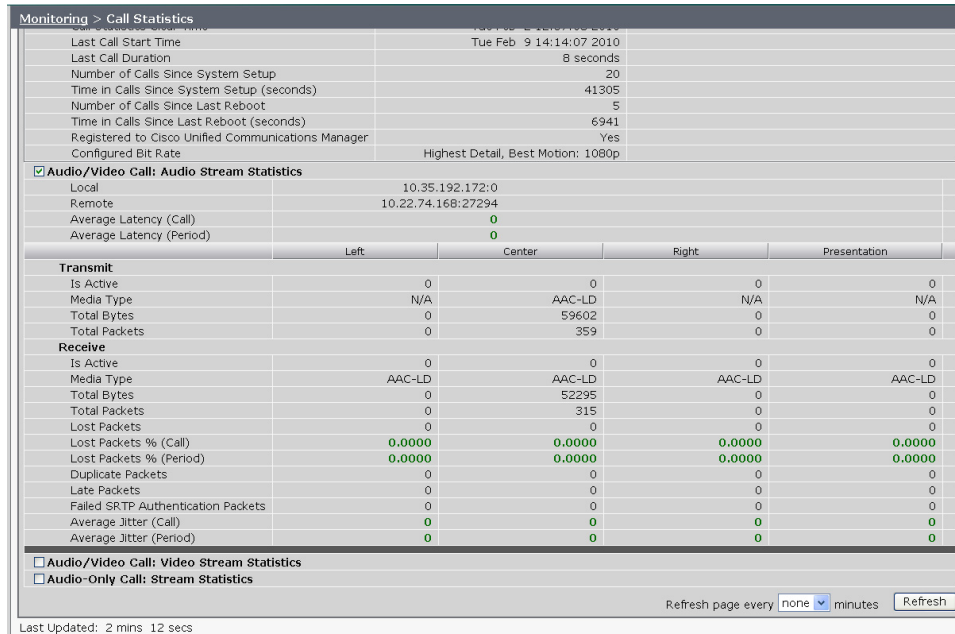 Monitoring > Call Statistics
Last Call Start Time Tue Feb 9 14:14:07 2010
Last Call Duration 8 seconds
Number of Calls Since System Setup 20
Time in Calls Since System Setup (seconds) 41305
Number of Calls Since Last Reboot 5
Time in Calls Since Last Reboot (seconds) 6941
Registered to Cisco Unified Communications Manager Yes
Configured Bit Rate Highest Detail, Best Motion: 1080p
Audio/Video Call: Audio Stream Statistics
Local 10.35.192.172:0
Remote 10.22.74.168:27294
Average Latency (Call) 0
Average Latency (Period) 0
Left Center Right Presentation
Transmit
Is Active 0 0 0 0
Media Type N/A AAC-LD N/A N/A
Total Bytes 0 59602 0 0
Total Packets 0 359 0 0
Receive
Is Active 0 0 0 0
Media Type AAC-LD AAC-LD AAC-LD AAC-LD
Total Bytes 0 52295 0 0
Total Packets 0 315 0 0
Lost Packets 0 0 0 0
Lost Packets % (Call) 0.0000 0.0000 0.0000 0.0000
Lost Packets % (Period) 0.0000 0.0000 0.0000 0.0000
Duplicate Packets 0 0 0 0
Late Packets 0 0 0 0
Failed SRTP Authentication Packets 0 0 0 0
Average Jitter (Call) 0 0 0 0
Average Jitter (Period) 0 0 0 0
Audio/Video Call: Video Stream Statistics
Audio-Only Call: Stream Statistics
Refresh page every none minutes Refresh
Last Updated: 2 mins 12 secs